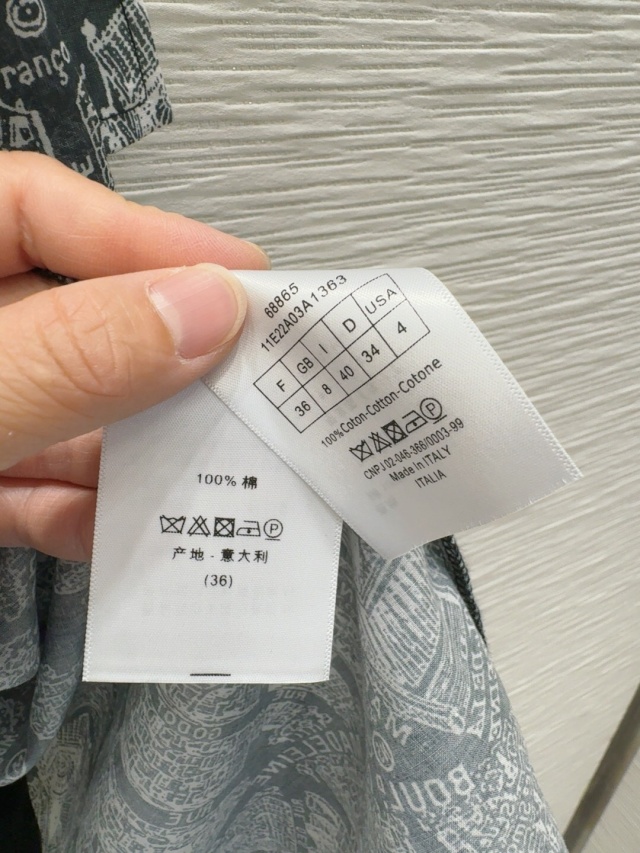 ranço
68865
11E22A03A1363
F GB I D USA
36 8 40 34 4
100%Coton-Cotton-Cotone
P
CNPJ 02-046-366/0003-99
Made in ITALY
ITALIA
100% 棉
P
产地 - 意大利
(36)